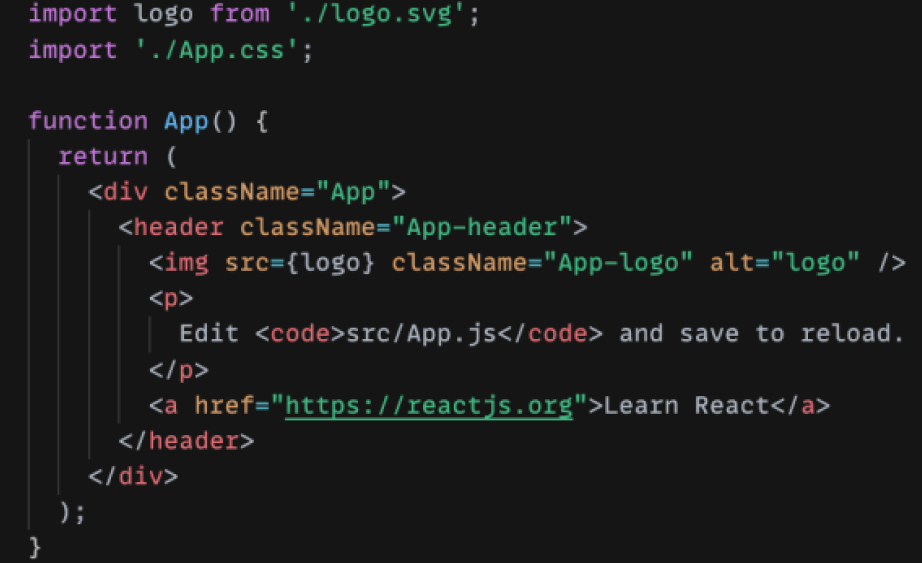 import logo from './logo.svg';
import './App.css';

function App() {
  return (
    <div className="App">
      <header className="App-header">
        <img src={logo} className="App-logo" alt="logo" />
        <p>
          Edit <code>src/App.js</code> and save to reload.
        </p>
        <a href="https://reactjs.org">Learn React</a>
      </header>
    </div>
  );
}